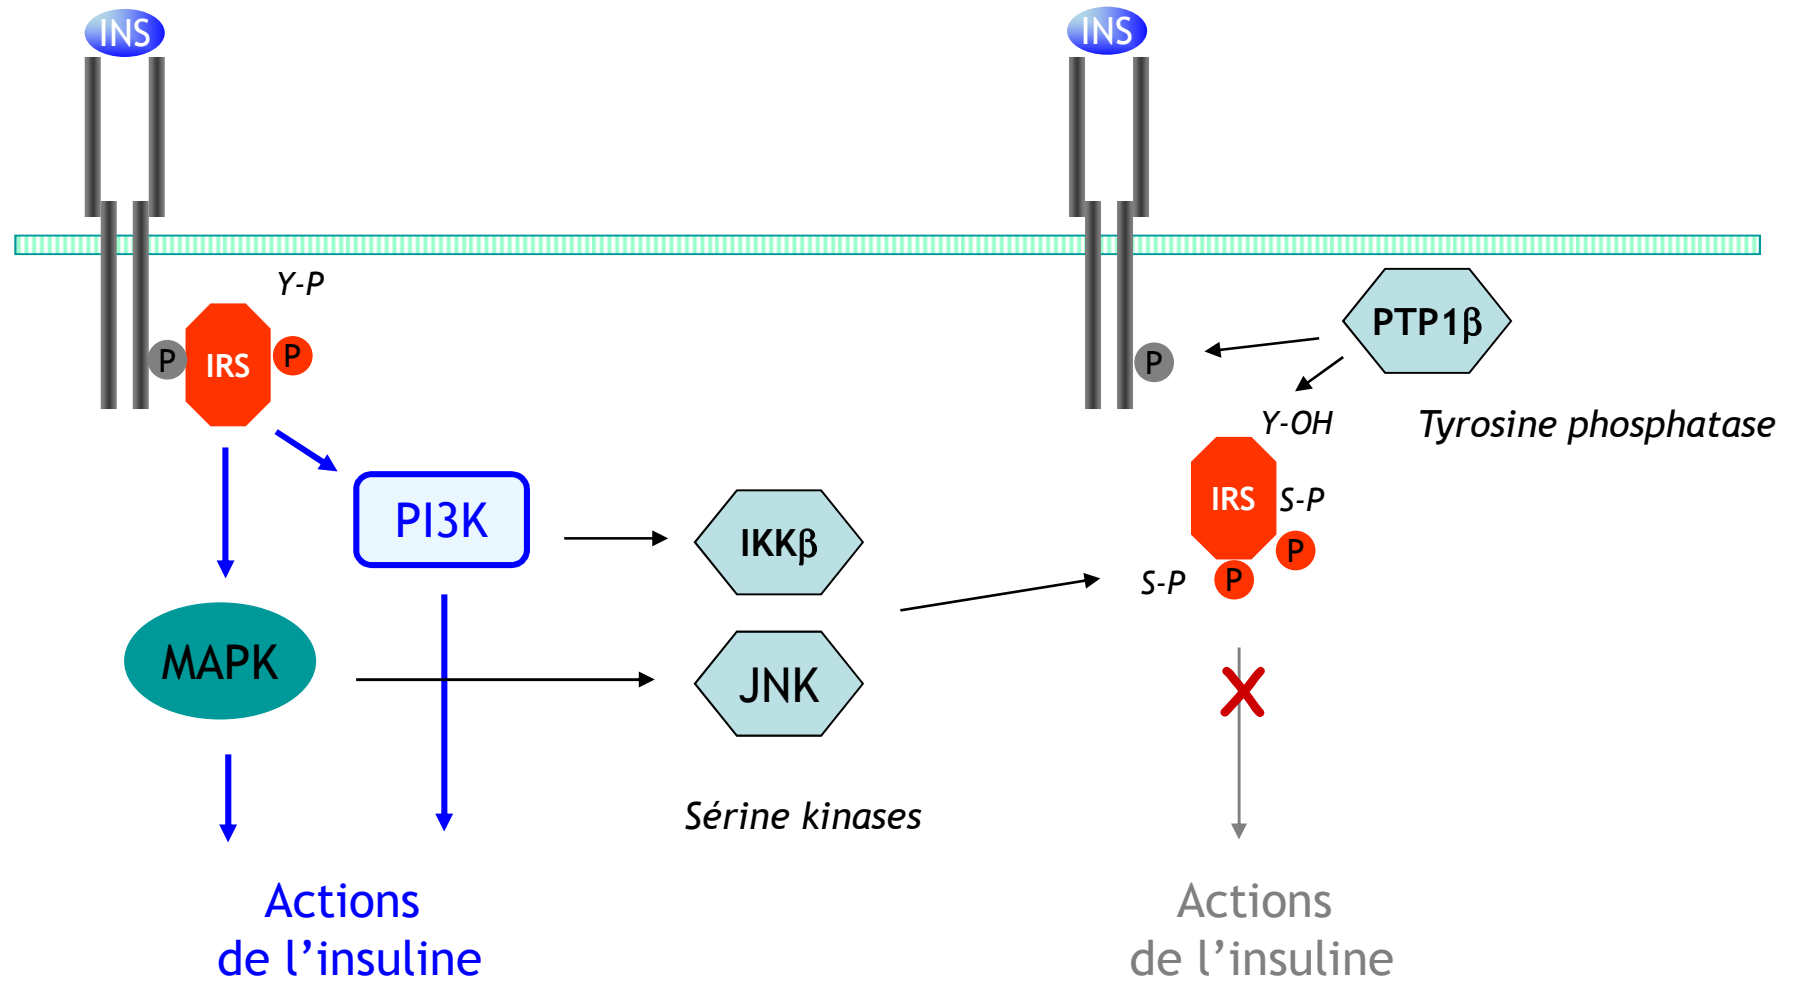 INS
INS
Y-P
P
IRS
P
PTP1β
P
Y-OH
Tyrosine phosphatase
PI3K
IKKβ
IRS
S-P
P
S-P
P
MAPK
JNK
Sérine kinases
Actions
de l’insuline
Actions
de l’insuline